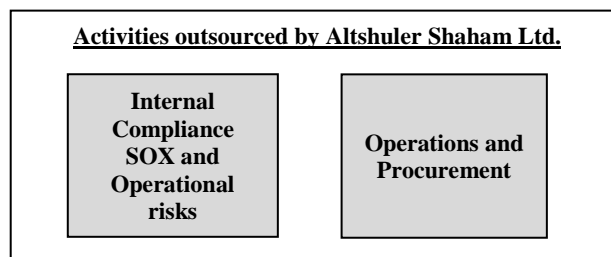 Activities outsourced by Altshuler Shaham Ltd.
Internal
Compliance
SOX and
Operational
risks
Operations and
Procurement